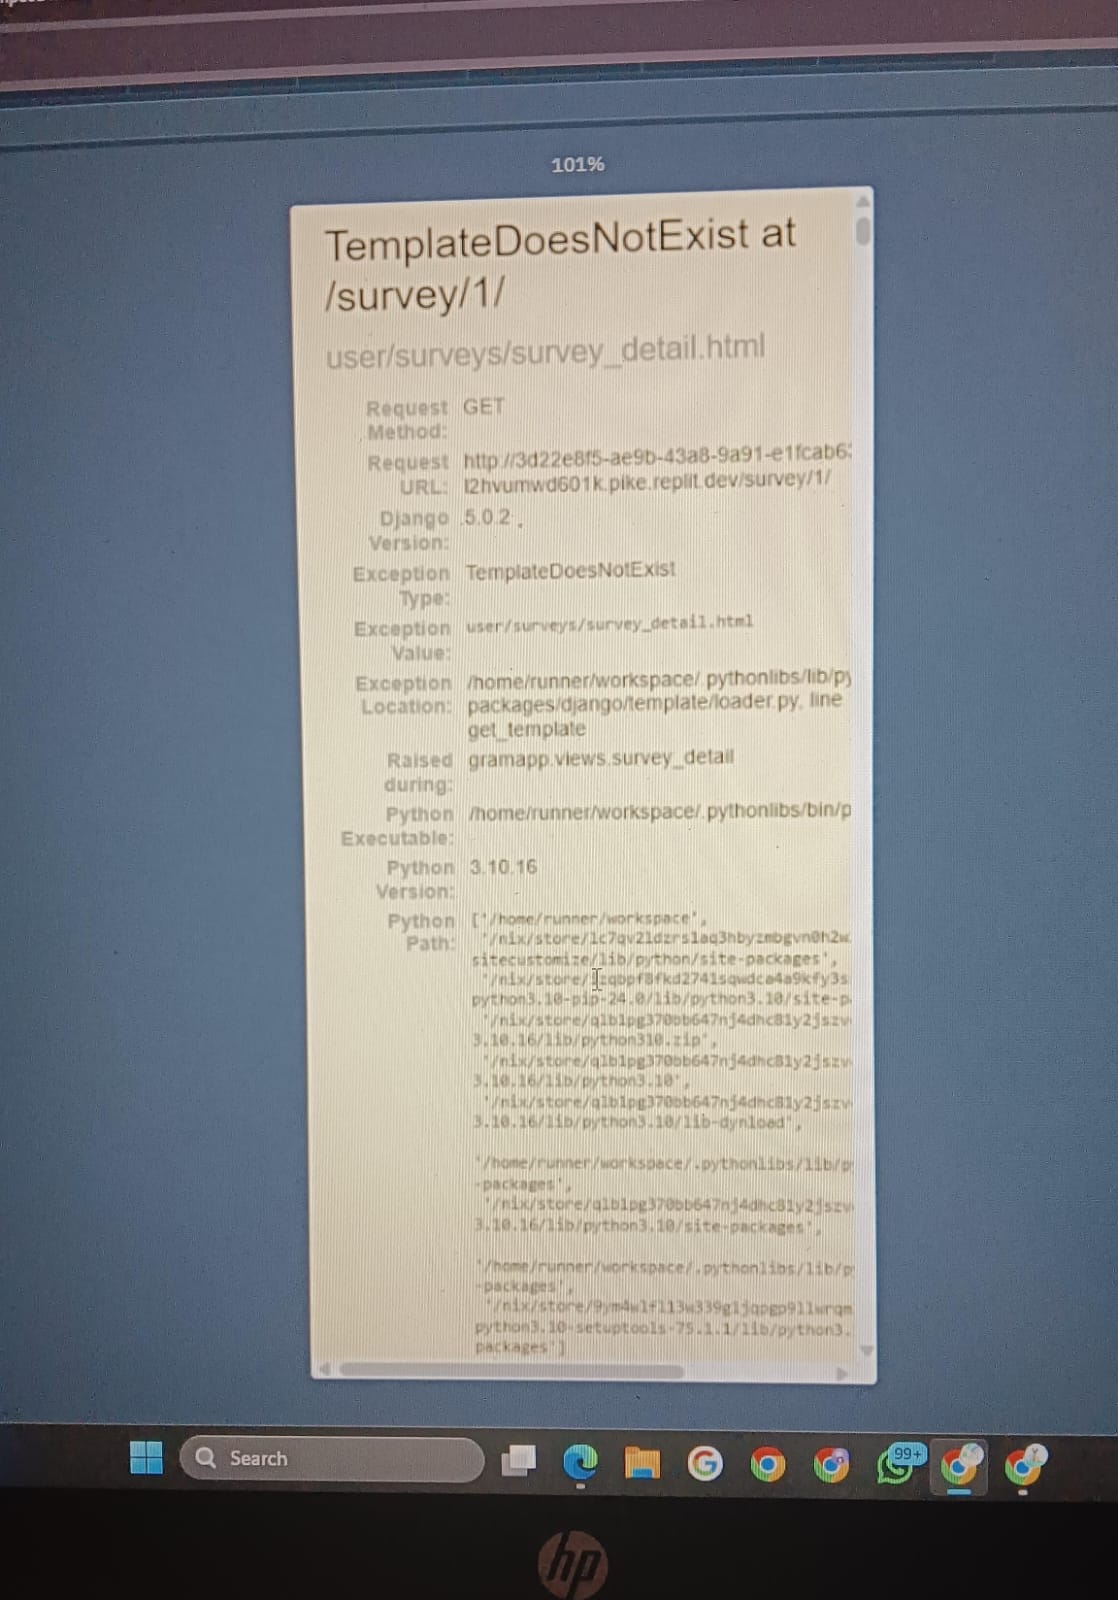 101%
TemplateDoesNotExist at
/survey/1/
user/surveys/survey_detail.html
Request Method: GET
Request URL: http://3d22e8f5-ae9b-43a8-9a91-e1fcab6
l2hvumwd601k.pike.replit.dev/survey/1/
Django Version: 5.0.2
Exception Type: TemplateDoesNotExist
Exception Value: user/surveys/survey_detail.html
Exception Location: /home/runner/workspace/.pythonlibs/lib/py
packages/django/template/loader.py, line
get_template
Raised during: gramapp.views.survey_detail
Python Executable: /home/runner/workspace/.pythonlibs/bin/p
Python Version: 3.10.16
Python Path: ['/home/runner/workspace',
sitecustomize/lib/python/site-packages',
python3.10-pip-24.0/lib/python3.10/site-p
3.10.16/lib/python310.zip',
3.10.16/lib/python3.10',
3.10.16/lib/python3.10/lib-dynload',
'/home/runner/workspace/.pythonlibs/lib/p
-packages',
3.10.16/lib/python3.10/site-packages',
'/home/runner/workspace/.pythonlibs/lib/p
-packages',
python3.10-setuptools-75.1.1/lib/python3.
packages']
Search
99+
hp